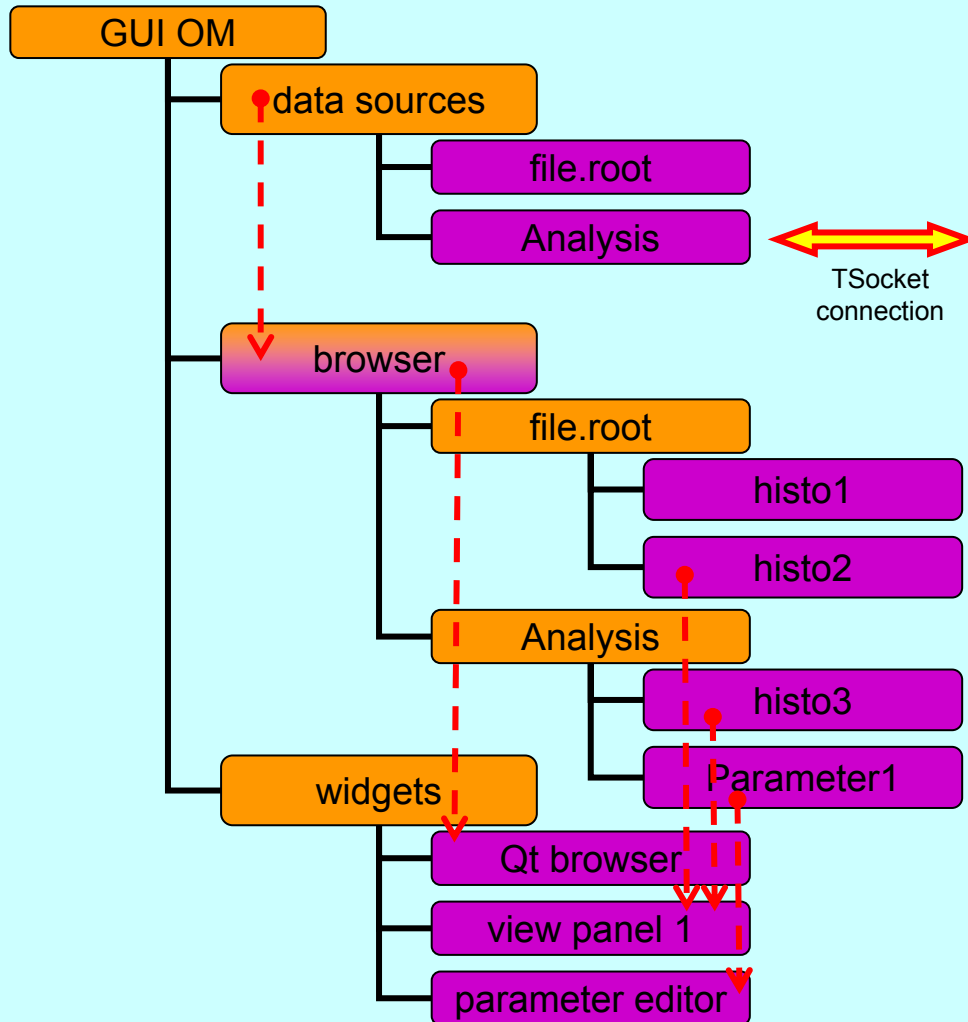 GUI OM
data sources
file.root
Analysis
TSocket
connection
browser
file.root
histo1
histo2
Analysis
histo3
Parameter1
widgets
Qt browser
view panel 1
parameter editor